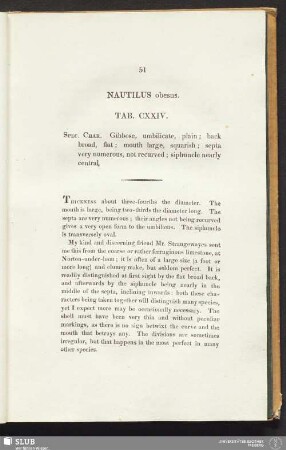 51
NAUTILUS obesus.
TAB. CXXIV.
Spec. Char. Gibbose, umbilicate, plain; back
broad, flat; mouth large, squarish; septa
very numerous, not recurved; siphuncle nearly
central.
Thickness about three-fourths the diameter. The
mouth is large, being two-thirds the diameter long. The
septa are very numerous; their angles not being recurved
gives a very open form to the umbilicus. The siphuncle
is transversely oval.
My kind and discerning friend Mr. Strangewayes sent
me this from the coarse or rather ferruginous limestone, at
Norton-under-ham; it is often of a large size (a foot or
more long) and clumsy make, but seldom perfect. It is
readily distinguished at first sight by the flat broad back,
and afterwards by the siphuncle being nearly in the
middle of the septa, inclining inwards: both these cha-
racters being taken together will distinguish many species,
yet I expect more may be occasionally necessary. The
shell must have been very thin and without peculiar
markings, as there is no sign betwixt the curve and the
mouth that betrays any. The divisions are sometimes
irregular, but that happens in the most perfect in many
other species.
SLUB